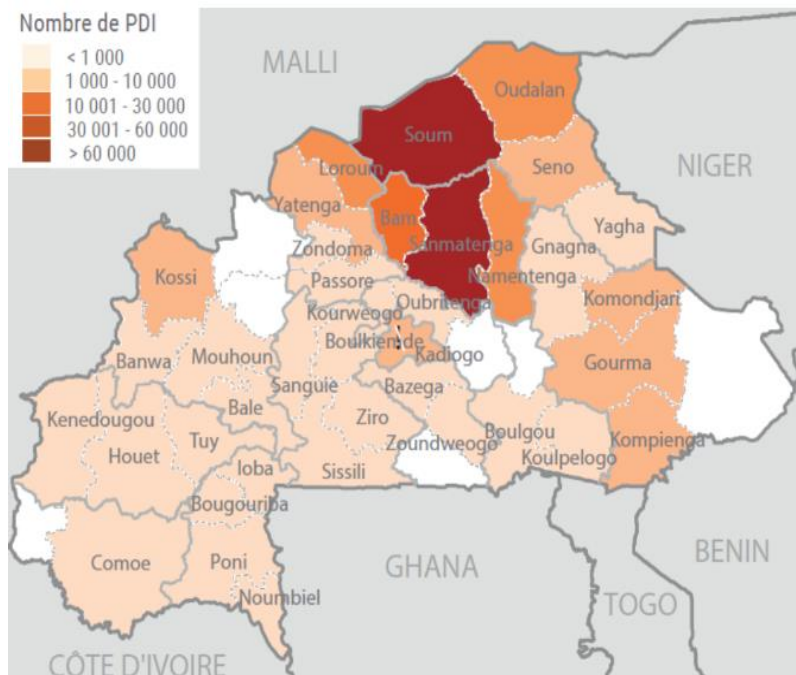 Nombre de PDI
< 1 000
1 000 - 10 000
10 001 - 30 000
30 001 - 60 000
> 60 000
MALLI
Oudalan
Soum
NIGER
Loroum
Seno
Yatenga
Bam
Yagha
Sanmatenga
Gnagna
Zondoma
Kossi
Passore
Namentenga
Komondjari
Oubritenga
Kourweogo
Boulkiende
Kadiogo
Banwa
Mouhoun
Gourma
Sanguie
Bazega
Kenedougou
Bale
Ziro
Tuy
Zoundweogo
Boulgou
Kompienga
Houet
Koulpelogo
Ioba
Sissili
Bougouriba
Comoe
Poni
GHANA
BENIN
Noumbiel
TOGO
CÔTE D'IVOIRE